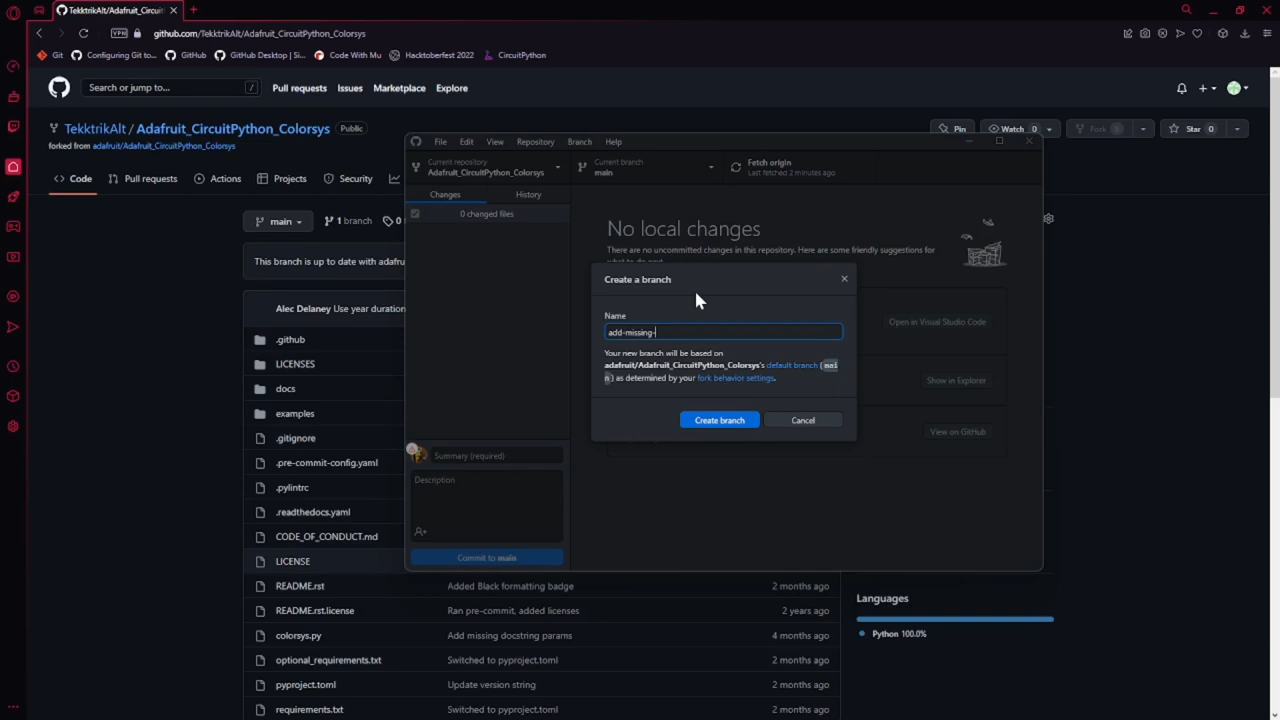 TekktrikAlt/Adafruit_Circuit
VPN
github.com/TekktrikAlt/Adafruit_CircuitPython_Colorsys
Git
Configuring Git to...
GitHub
GitHub Desktop | Si...
Code With Mu
Hacktoberfest 2022
CircuitPython
Search or jump to...
/
Pull requests
Issues
Marketplace
Explore
TekktrikAlt / Adafruit_CircuitPython_Colorsys
Public
forked from adafruit/Adafruit_CircuitPython_Colorsys
Pin
Watch 0
Fork
Star 0
Code
Pull requests
Actions
Projects
Security
File
Edit
View
Repository
Branch
Help
Current repository
Adafruit_CircuitPython_Colorsys
Current branch
main
Fetch origin
Last fetched 2 minutes ago
Changes
History
0 changed files
No local changes
There are no uncommitted changes in this repository. Here are some friendly suggestions for
what to do next.
Create a branch
Name
add-missing-
Your new branch will be based on
adafruit/Adafruit_CircuitPython_Colorsys's default branch (mai
n) as determined by your fork behavior settings.
Create branch
Cancel
Open in Visual Studio Code
Show in Explorer
View on GitHub
Summary (required)
Description
Commit to main
main
1 branch
0
This branch is up to date with adafru
Alec Delaney Use year duration
.github
LICENSES
docs
examples
.gitignore
.pre-commit-config.yaml
.pylintrc
.readthedocs.yaml
CODE_OF_CONDUCT.md
LICENSE
README.rst
Added Black formatting badge
2 months ago
README.rst.license
Ran pre-commit, added licenses
2 years ago
colorsys.py
Add missing docstring params
4 months ago
optional_requirements.txt
Switched to pyproject.toml
2 months ago
pyproject.toml
Update version string
2 months ago
requirements.txt
Switched to pyproject.toml
2 months ago
Languages
Python 100.0%